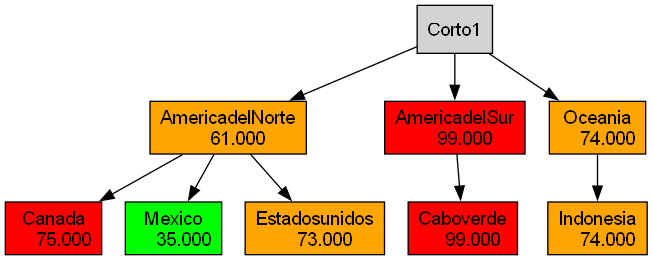 Corto1
AmericadelNorte
61.000
AmericadelSur
99.000
Oceania
74.000
Canada
75.000
Mexico
35.000
Estadosunidos
73.000
Caboverde
99.000
Indonesia
74.000